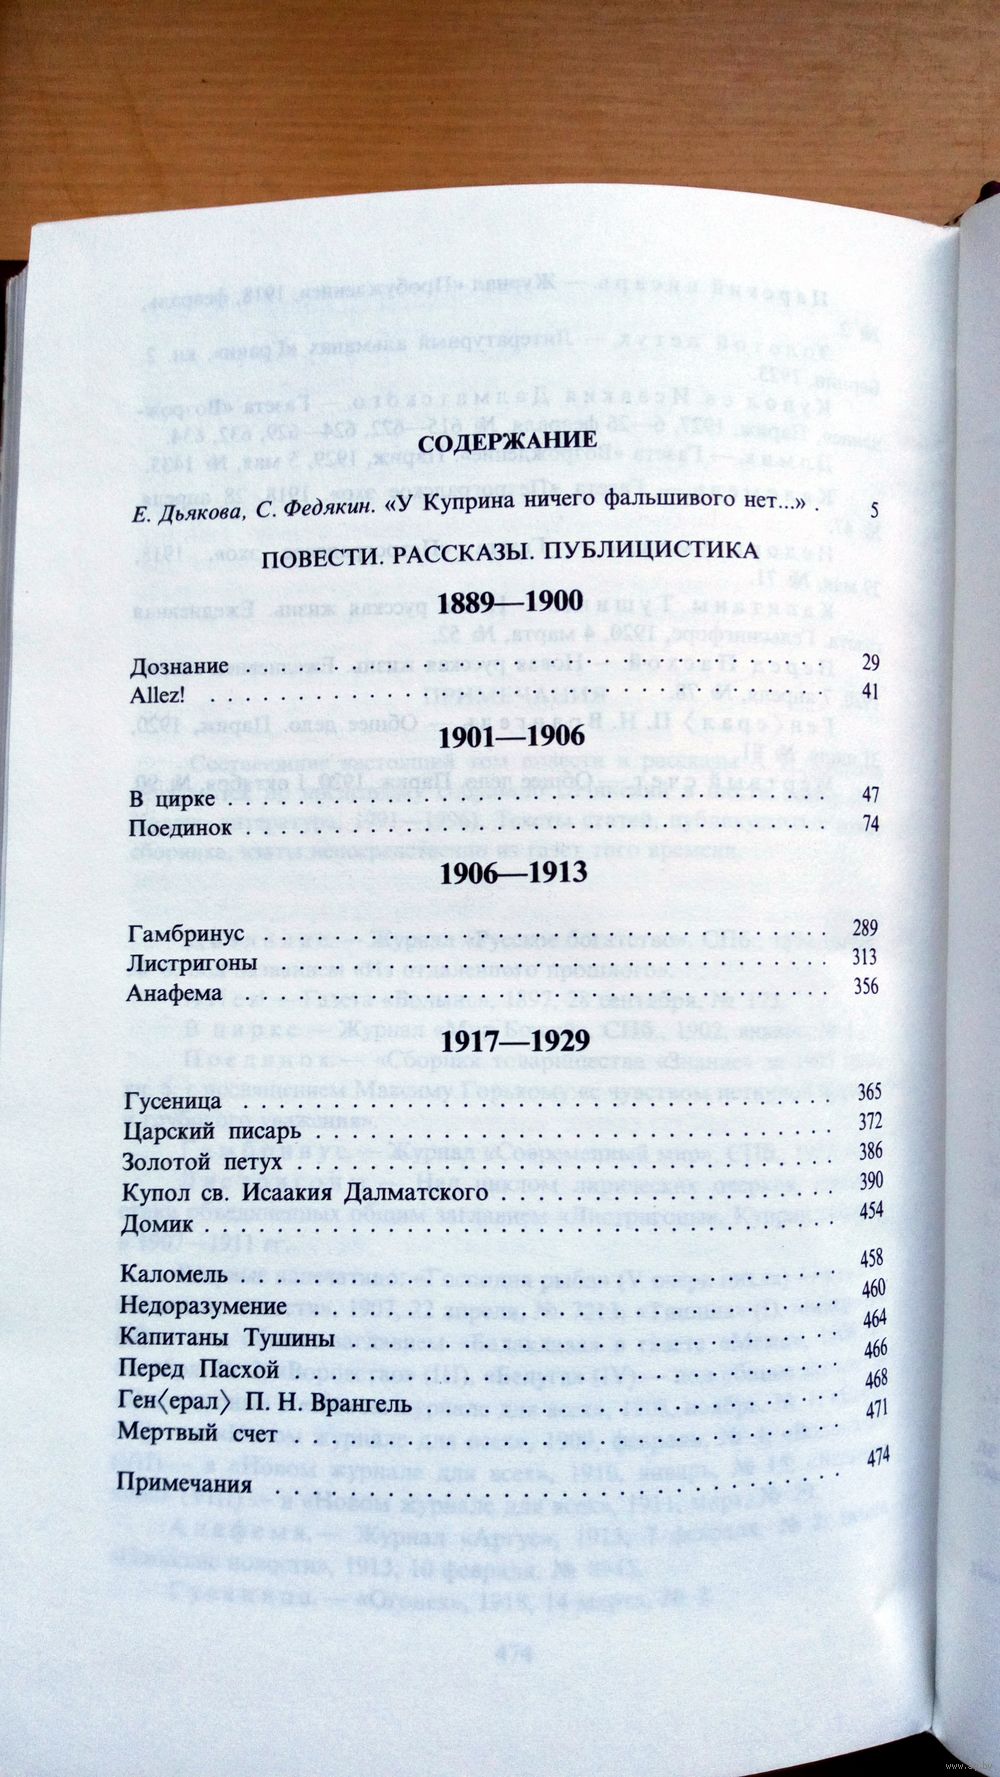 СОДЕРЖАНИЕ
Е. Дьякова, С. Федякин. «У Куприна ничего фальшивого нет...» . 5
ПОВЕСТИ. РАССКАЗЫ. ПУБЛИЦИСТИКА
1889—1900
Дознание 29
Allez! 41
1901—1906
В цирке 47
Поединок 74
1906—1913
Гамбринус 289
Листригоны 313
Анафема 356
1917—1929
Гусеница 365
Царский писарь 372
Золотой петух 386
Купол св. Исаакия Далматского 390
Домик 454
Каломель 458
Недоразумение 460
Капитаны Тушины 464
Перед Пасхой 466
Ген⟨ерал⟩ П. Н. Врангель 468
Мертвый счет 471
Примечания 474